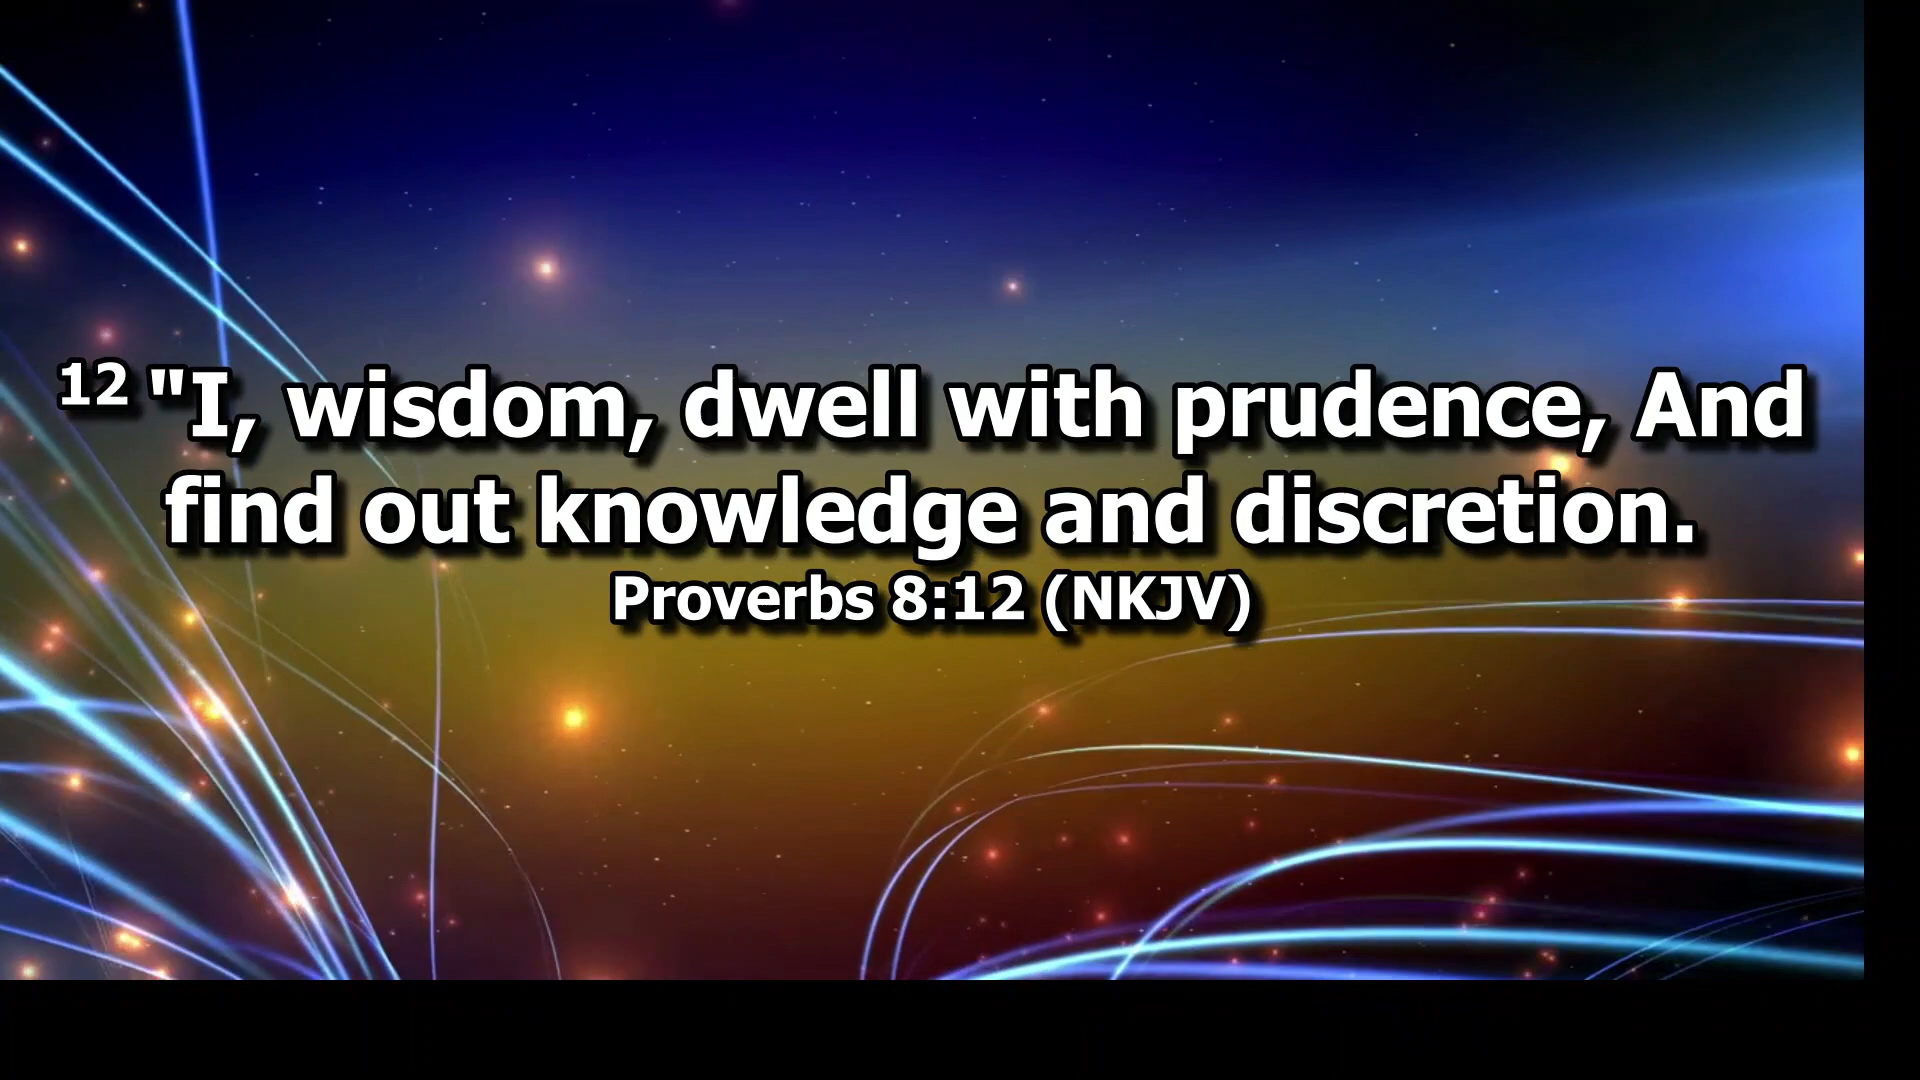 12 "I, wisdom, dwell with prudence, And
find out knowledge and discretion.
Proverbs 8:12 (NKJV)